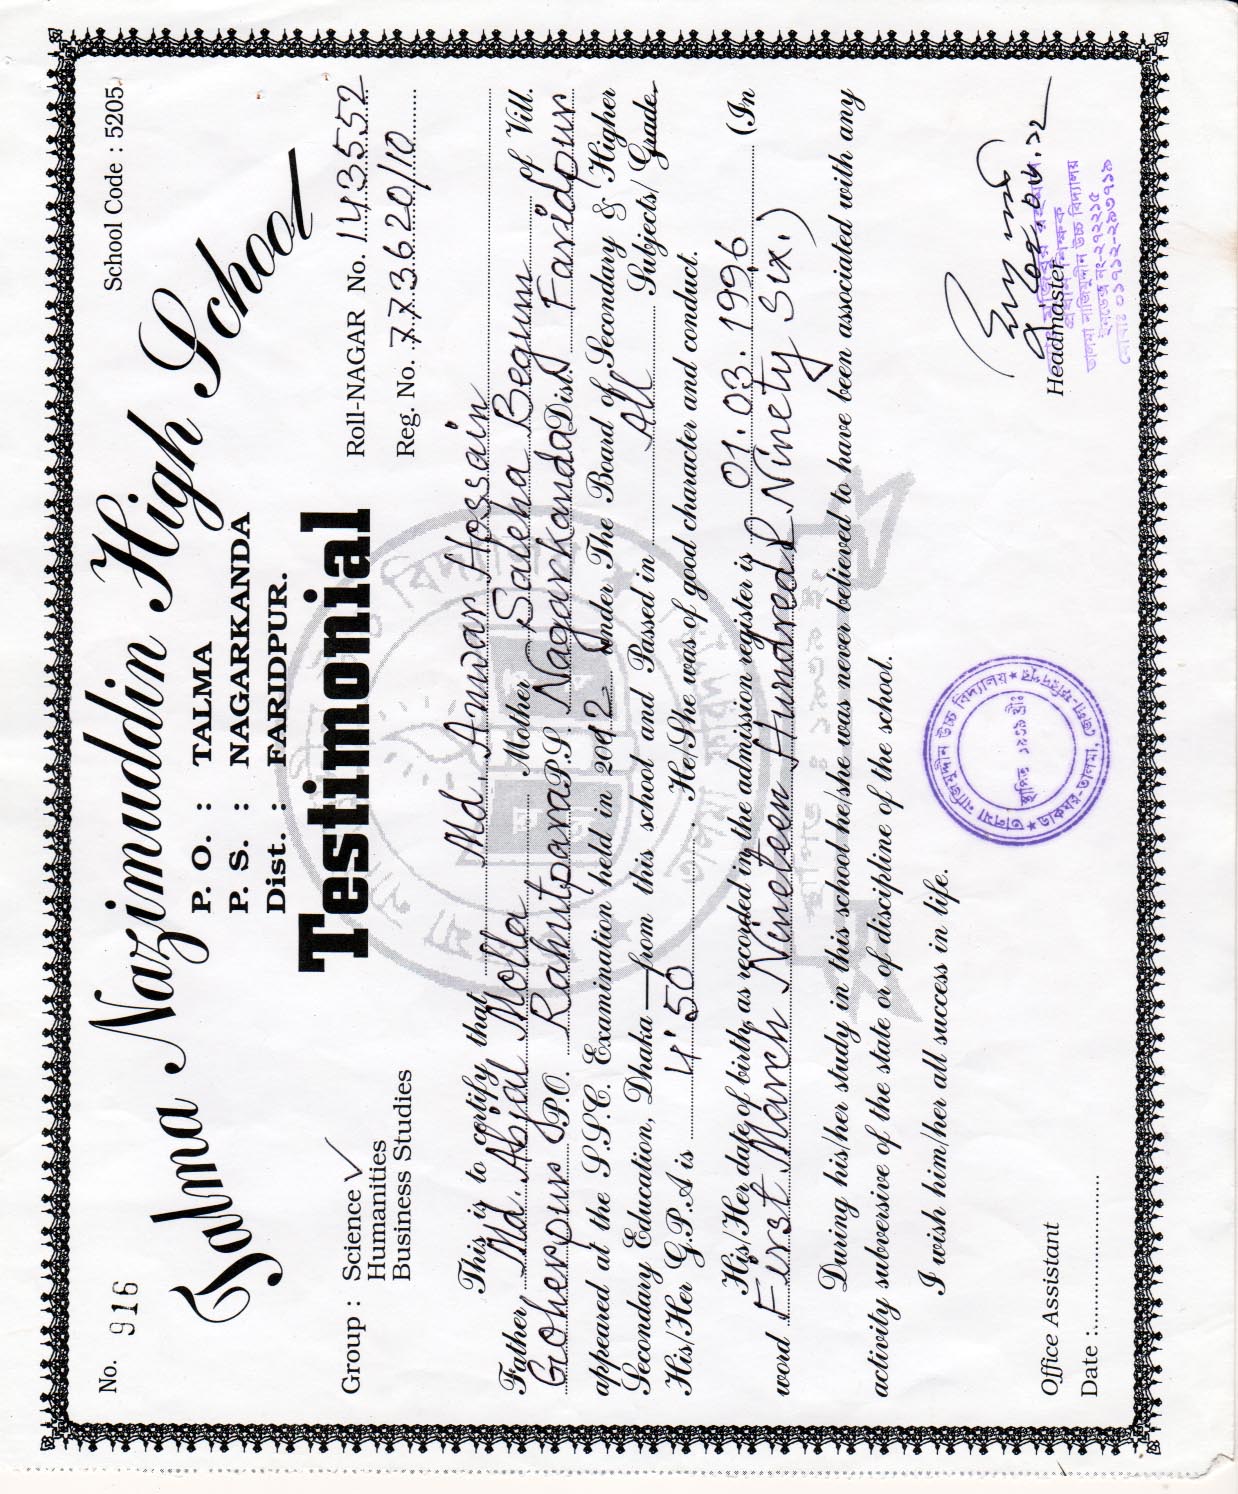 No. 916
School Code : 5205.
Talma Nazimuddin High School
P. O. : TALMA
P. S. : NAGARKANDA
Dist. : FARIDPUR.
Testimonial
Group : Science ✓
Humanities
Business Studies
Roll-NAGAR No. 143552
Reg. No. 773620/10
This is to certify that Md. Anwar Hossain
Father Md. Abjal Molla Mother Saleha Begum of Vill.
Goherpur P.O. Rahutpara P.S. Nagarkanda Dist. Faridpur
appeared at the S.S.C. Examination held in 2012 under The Board of Secondary & Higher
Secondary Education, Dhaka from this school and Passed in All Subjects/ Grade.
His/Her G.P.A is 4'50 . He/She was of good character and conduct.
His/Her date of birth, as recorded in the admission register is 01.03.1996 (In
word First March Nineteen Hundred Ninety Six.)
During his/her study in this school he/she was never believed to have been associated with any
activity subversive of the state or of discipline of the school.
I wish him/her all success in life.
Office Assistant
Date :
Headmaster
তালমা নাজিমুদ্দীন উচ্চ বিদ্যালয়
ইনডেক্স নং-২৭২২১৫